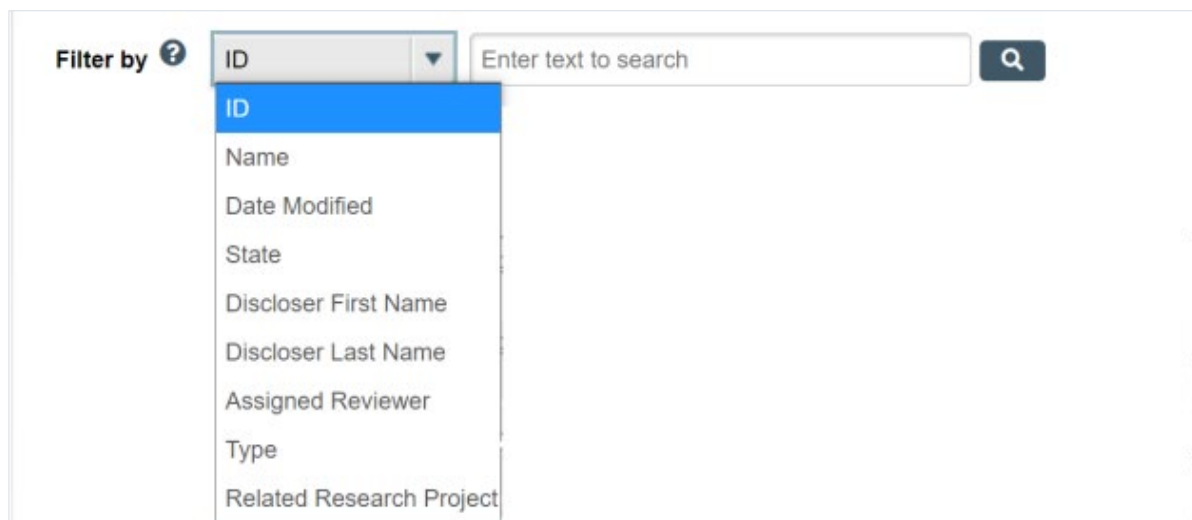 Filter by ? ID Enter text to search
ID
Name
Date Modified
State
Discloser First Name
Discloser Last Name
Assigned Reviewer
Type
Related Research Project